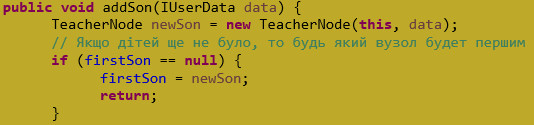 public void addSon(IUserData data) {
TeacherNode newSon = new TeacherNode(this, data);
// Якщо дітей ще не було, то будь який вузол будет першим
if (firstSon == null) {
firstSon = newSon;
return;
}